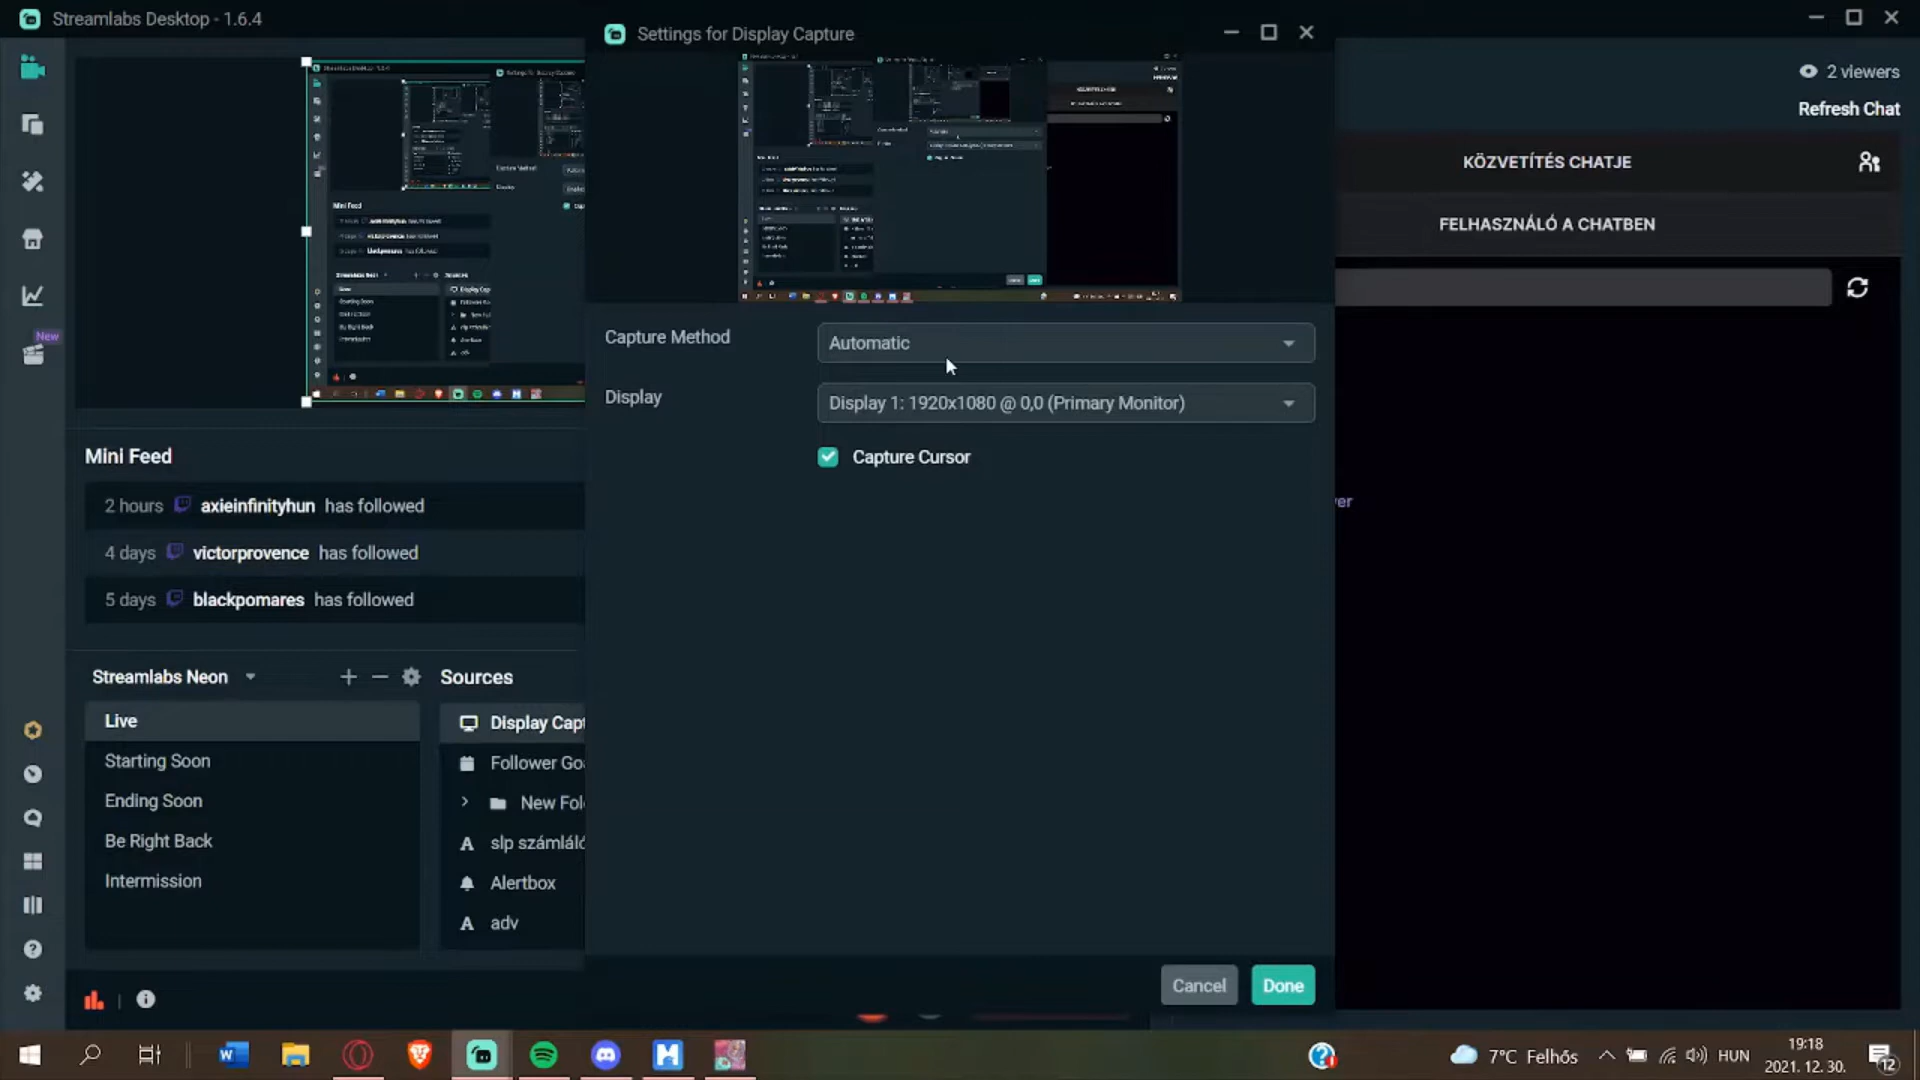 Streamlabs Desktop - 1.6.4
Settings for Display Capture
2 viewers
Refresh Chat
KÖZVETÍTÉS CHATJE
FELHASZNÁLÓ A CHATBEN
Capture Method
Automatic
Display
Display 1: 1920x1080 @ 0,0 (Primary Monitor)
Capture Cursor
New
Mini Feed
2 hours axieinfinityhun has followed
4 days victorprovence has followed
5 days blackpomares has followed
Streamlabs Neon
Sources
Live
Starting Soon
Ending Soon
Be Right Back
Intermission
Display Capt
Follower Go
New Fol
slp számláló
Alertbox
adv
Cancel
Done
7°C Felhős
HUN
19:18
2021. 12. 30.
12